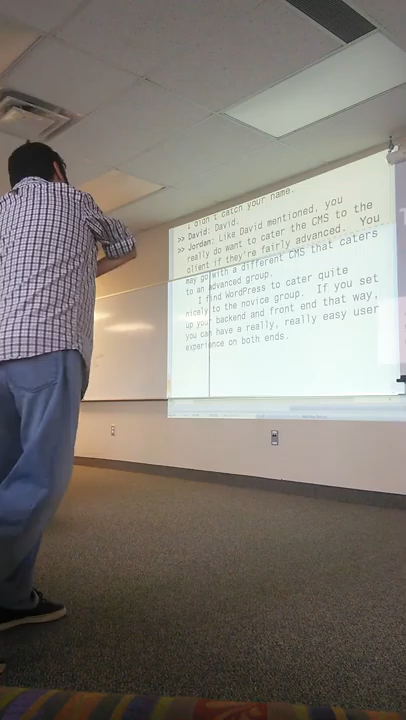 I didn't catch your name.
>> David: David.
>> Jordan: Like David mentioned, you
really do want to cater the CMS to the
client if they're fairly advanced. You
may go with a different CMS that caters
to an advanced group.
I find WordPress to cater quite
nicely to the novice group. If you set
up your backend and front end that way,
you can have a really, really easy user
experience on both ends.